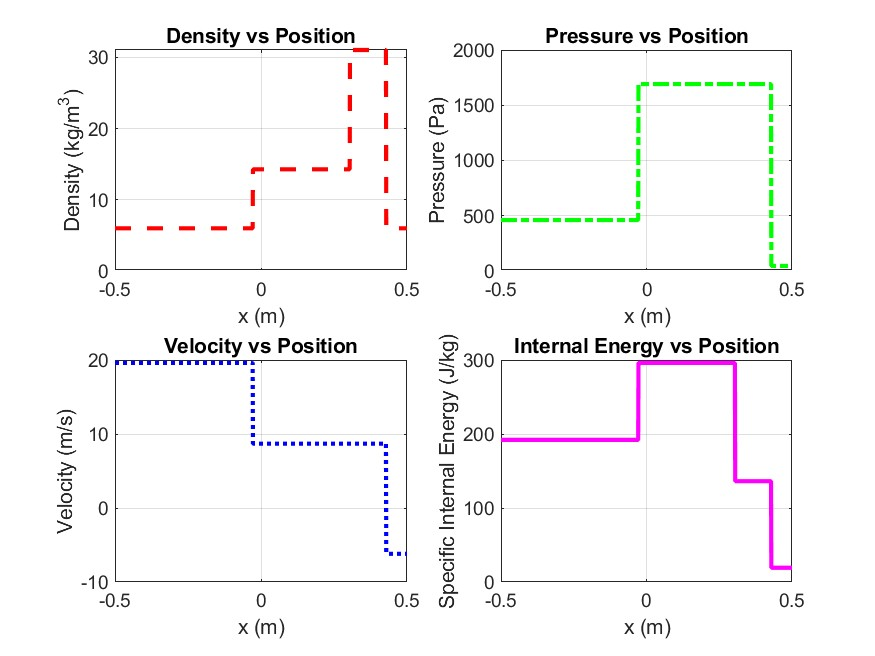 Density vs Position
30
20
10
0
-0.5
0
0.5
x (m)
Density (kg/m³)
Pressure vs Position
2000
1500
1000
500
0
-0.5
0
0.5
x (m)
Pressure (Pa)
Velocity vs Position
20
10
0
-10
-0.5
0
0.5
x (m)
Velocity (m/s)
Internal Energy vs Position
300
200
100
0
-0.5
0
0.5
x (m)
Specific Internal Energy (J/kg)